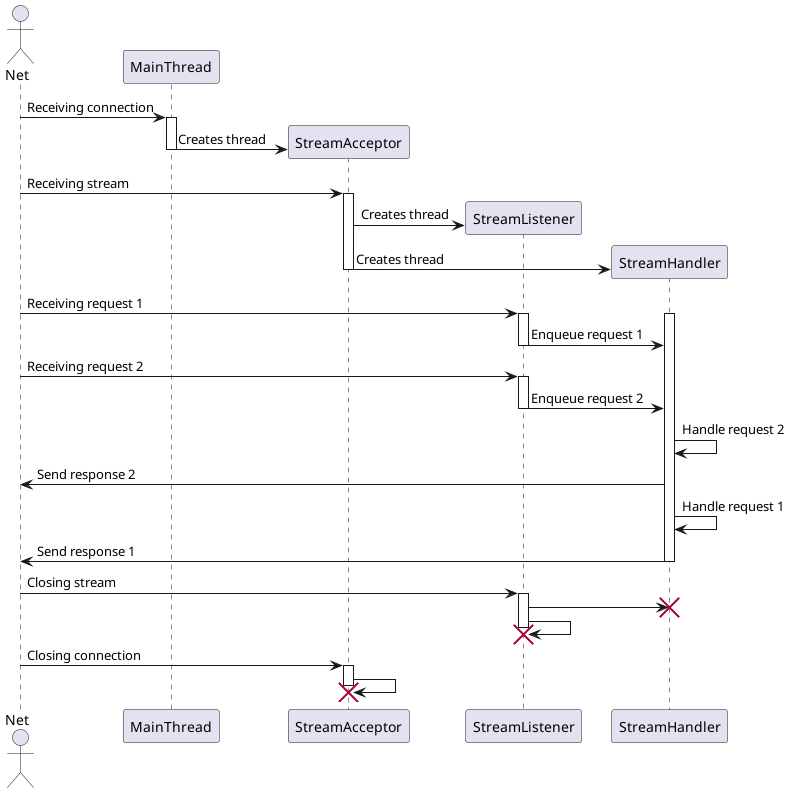 Net
MainThread
Receiving connection
Creates thread
StreamAcceptor
Receiving stream
Creates thread
StreamListener
Creates thread
StreamHandler
Receiving request 1
Enqueue request 1
Receiving request 2
Enqueue request 2
Handle request 2
Send response 2
Handle request 1
Send response 1
Closing stream
Closing connection
Net
MainThread
StreamAcceptor
StreamListener
StreamHandler